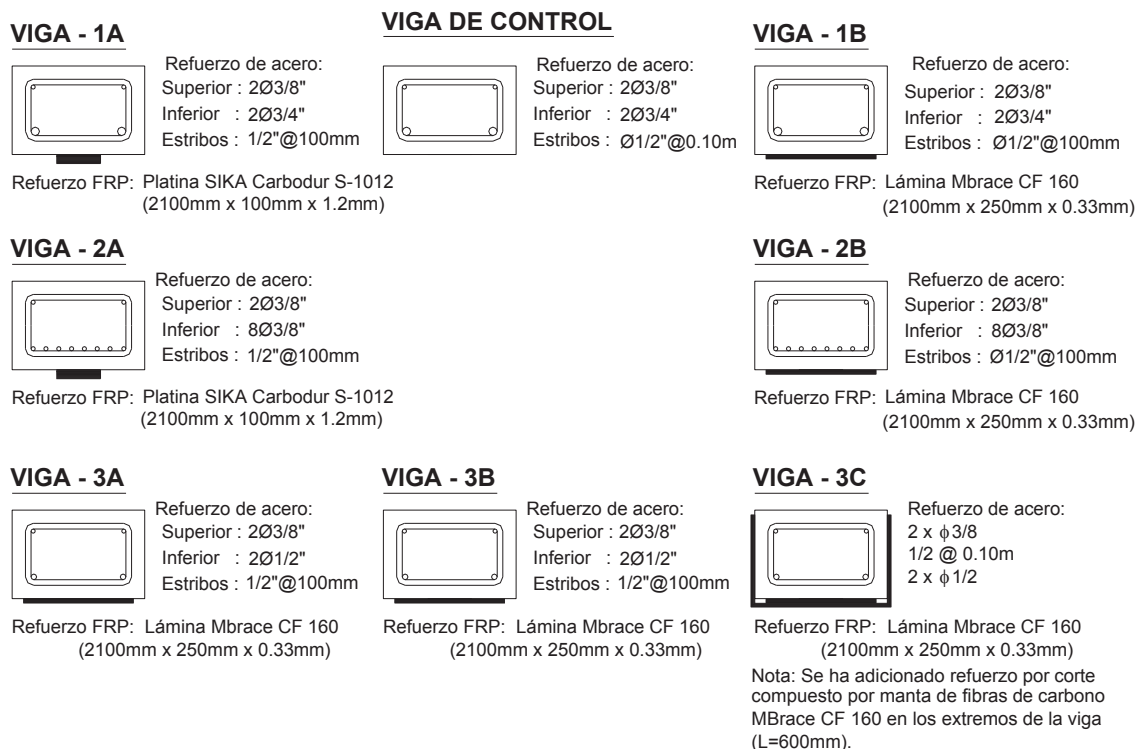 VIGA - 1A
Refuerzo de acero:
Superior : 2Ø3/8"
Inferior : 2Ø3/4"
Estribos : 1/2"@100mm
Refuerzo FRP: Platina SIKA Carbodur S-1012
(2100mm x 100mm x 1.2mm)
VIGA DE CONTROL
Refuerzo de acero:
Superior : 2Ø3/8"
Inferior : 2Ø3/4"
Estribos : Ø1/2"@0.10m
VIGA - 1B
Refuerzo de acero:
Superior : 2Ø3/8"
Inferior : 2Ø3/4"
Estribos : Ø1/2"@100mm
Refuerzo FRP: Lámina Mbrace CF 160
(2100mm x 250mm x 0.33mm)
VIGA - 2A
Refuerzo de acero:
Superior : 2Ø3/8"
Inferior : 8Ø3/8"
Estribos : 1/2"@100mm
Refuerzo FRP: Platina SIKA Carbodur S-1012
(2100mm x 100mm x 1.2mm)
VIGA - 2B
Refuerzo de acero:
Superior : 2Ø3/8"
Inferior : 8Ø3/8"
Estribos : Ø1/2"@100mm
Refuerzo FRP: Lámina Mbrace CF 160
(2100mm x 250mm x 0.33mm)
VIGA - 3A
Refuerzo de acero:
Superior : 2Ø3/8"
Inferior : 2Ø1/2"
Estribos : 1/2"@100mm
Refuerzo FRP: Lámina Mbrace CF 160
(2100mm x 250mm x 0.33mm)
VIGA - 3B
Refuerzo de acero:
Superior : 2Ø3/8"
Inferior : 2Ø1/2"
Estribos : 1/2"@100mm
Refuerzo FRP: Lámina Mbrace CF 160
(2100mm x 250mm x 0.33mm)
VIGA - 3C
Refuerzo de acero:
2 x ϕ3/8
1/2 @ 0.10m
2 x ϕ1/2
Refuerzo FRP: Lámina Mbrace CF 160
(2100mm x 250mm x 0.33mm)
Nota: Se ha adicionado refuerzo por corte
compuesto por manta de fibras de carbono
MBrace CF 160 en los extremos de la viga
(L=600mm).